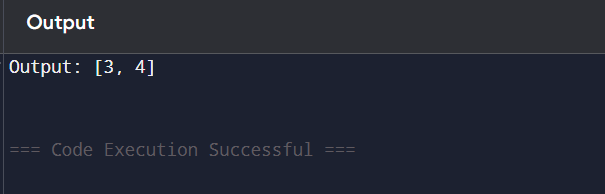 Output
Output: [3, 4]
=== Code Execution Successful ===